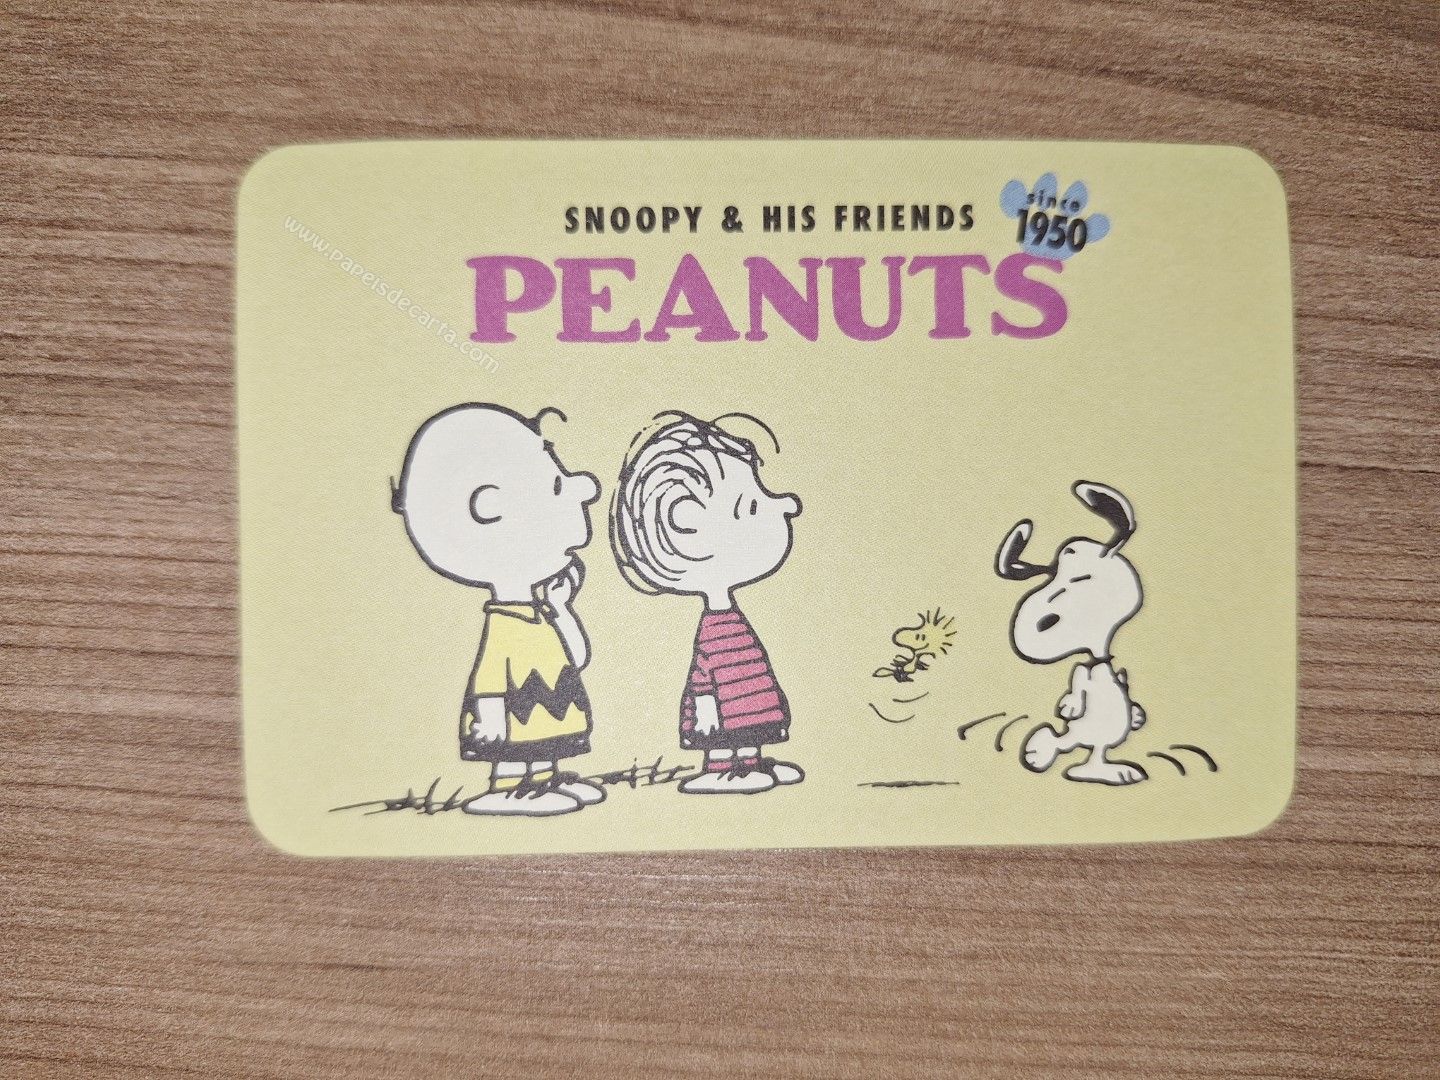 since
SNOOPY & HIS FRIENDS 1950
PEANUTS
www.papeisdecarta.com